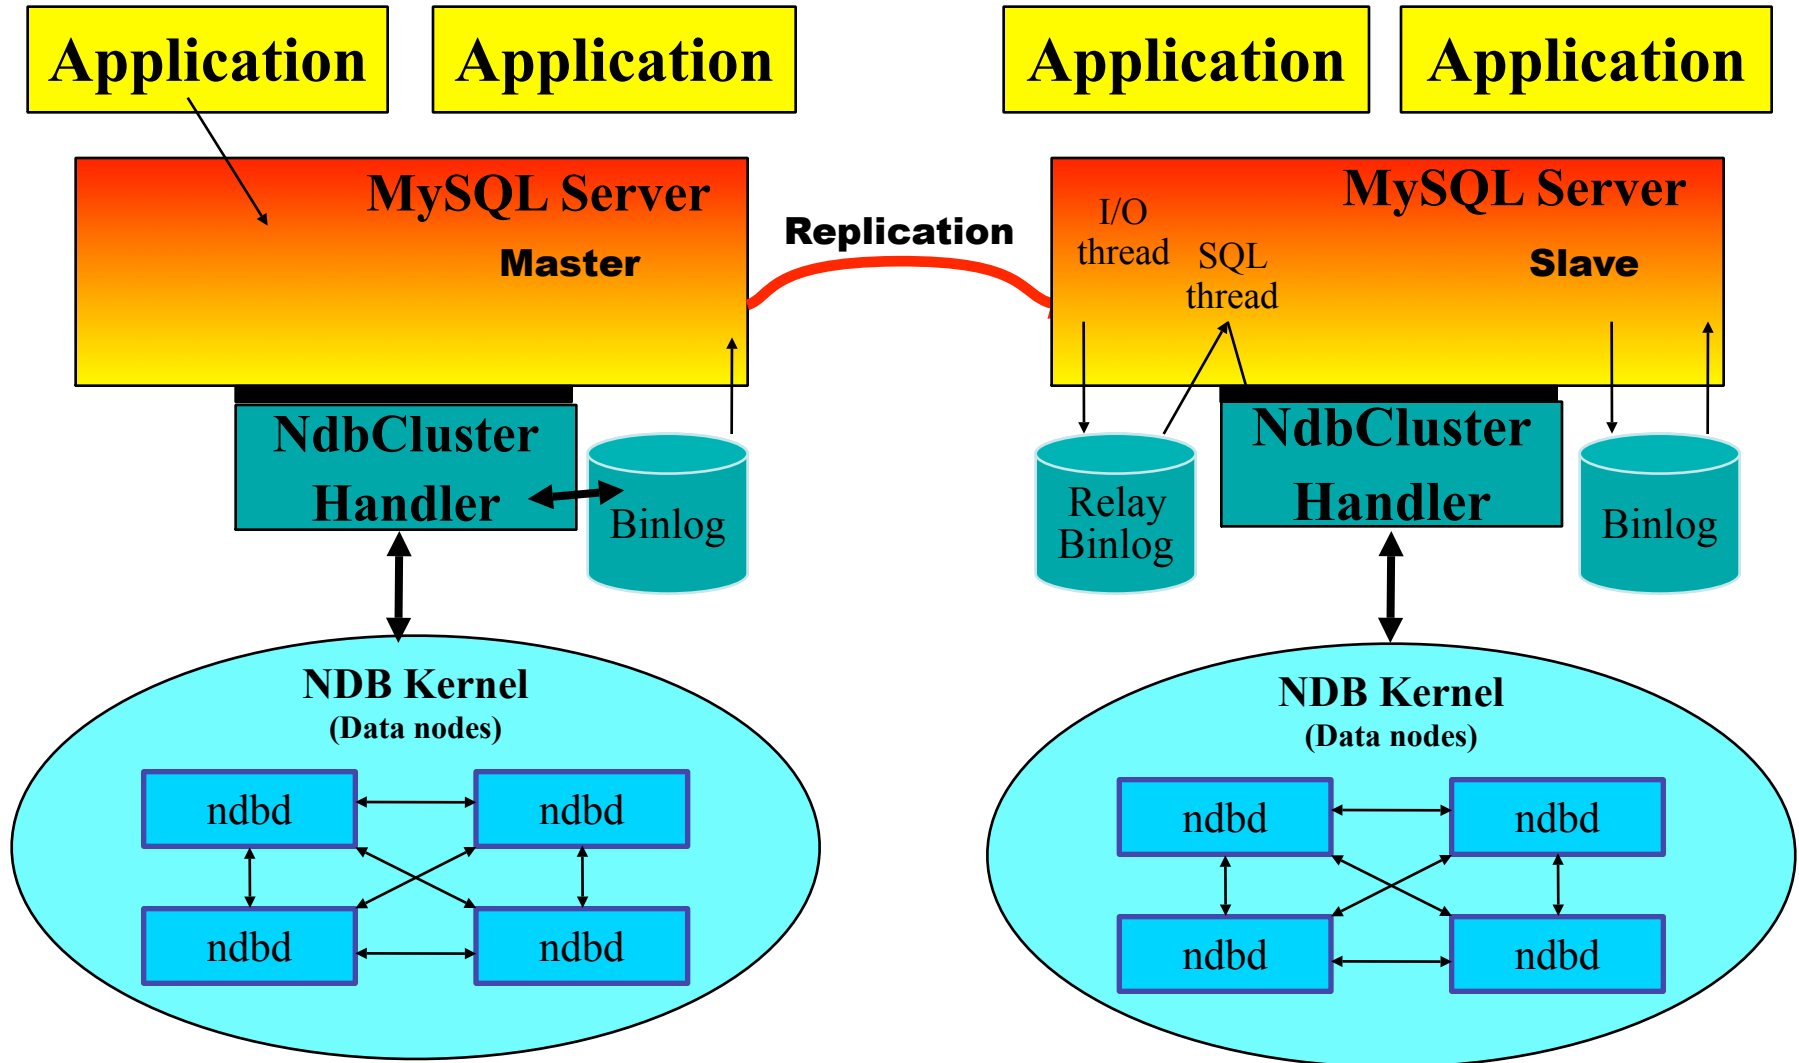 Application
Application
Application
Application
MySQL Server
Master
Replication
I/O
thread
SQL
thread
MySQL Server
Slave
NdbCluster
Handler
Binlog
Relay
Binlog
NdbCluster
Handler
Binlog
NDB Kernel
(Data nodes)
ndbd
ndbd
ndbd
ndbd
NDB Kernel
(Data nodes)
ndbd
ndbd
ndbd
ndbd